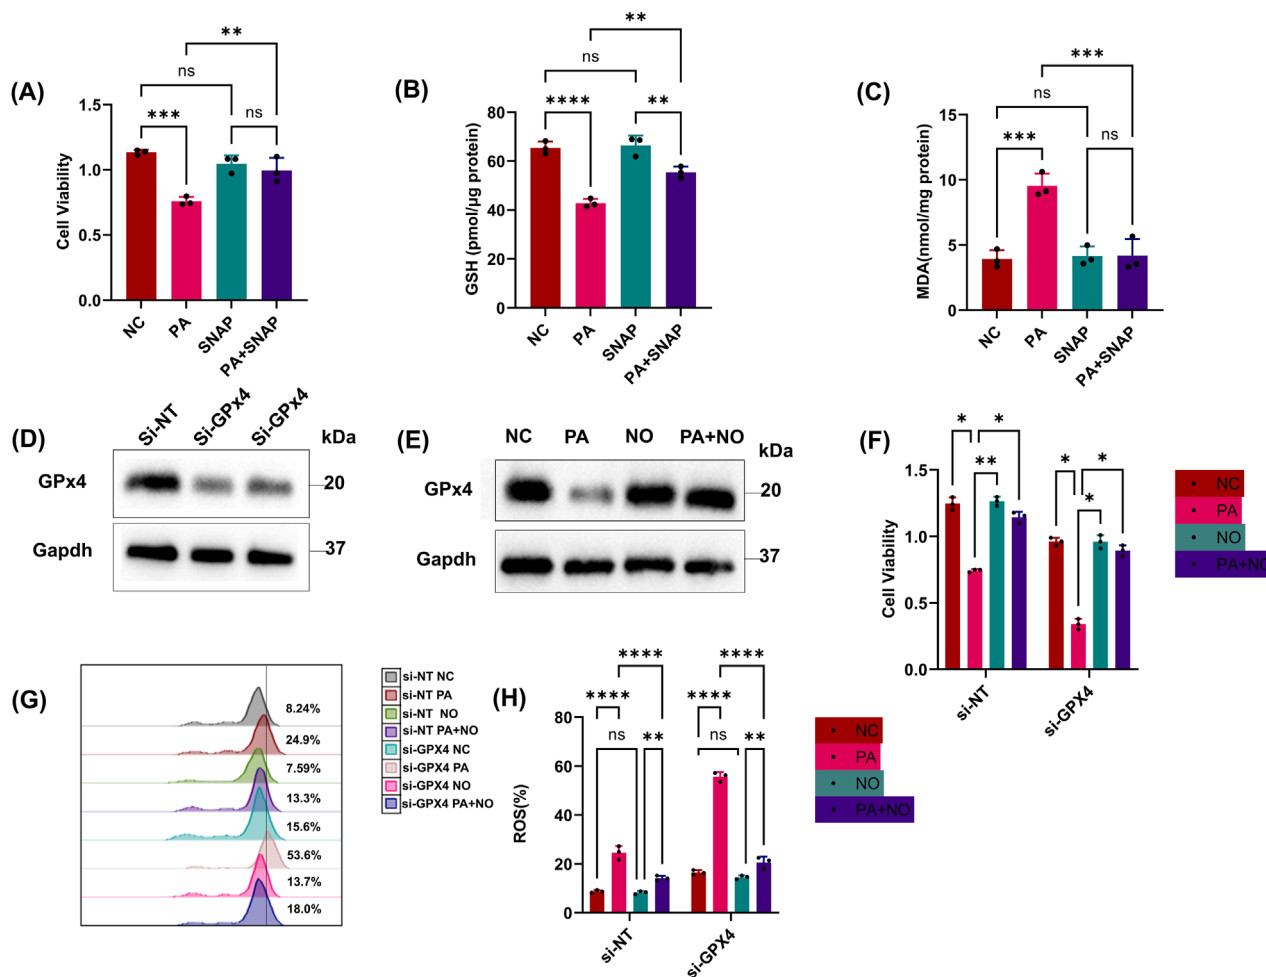 (A)
**
ns
***
ns
Cell Viability
1.5
1.0
0.5
0.0
NC
PA
SNAP
PA+SNAP
(B)
**
ns
****
**
GSH (pmol/µg protein)
80
60
40
20
0
NC
PA
SNAP
PA+SNAP
(C)
***
ns
***
ns
MDA(nmol/mg protein)
15
10
5
0
NC
PA
SNAP
PA+SNAP
(D)
Si-NT
Si-GPx4
Si-GPx4
kDa
GPx4
20
Gapdh
37
(E)
NC
PA
NO
PA+NO
kDa
GPx4
20
Gapdh
37
(F)
*
*
**
*
*
*
Cell Viability
1.5
1.0
0.5
0.0
si-NT
si-GPX4
NC
PA
NO
PA+NO
(G)
8.24%
24.9%
7.59%
13.3%
15.6%
53.6%
13.7%
18.0%
si-NT NC
si-NT PA
si-NT NO
si-NT PA+NO
si-GPX4 NC
si-GPX4 PA
si-GPX4 NO
si-GPX4 PA+NO
(H)
****
****
****
****
ns
**
ns
**
ROS(%)
80
60
40
20
0
si-NT
si-GPX4
NC
PA
NO
PA+NO